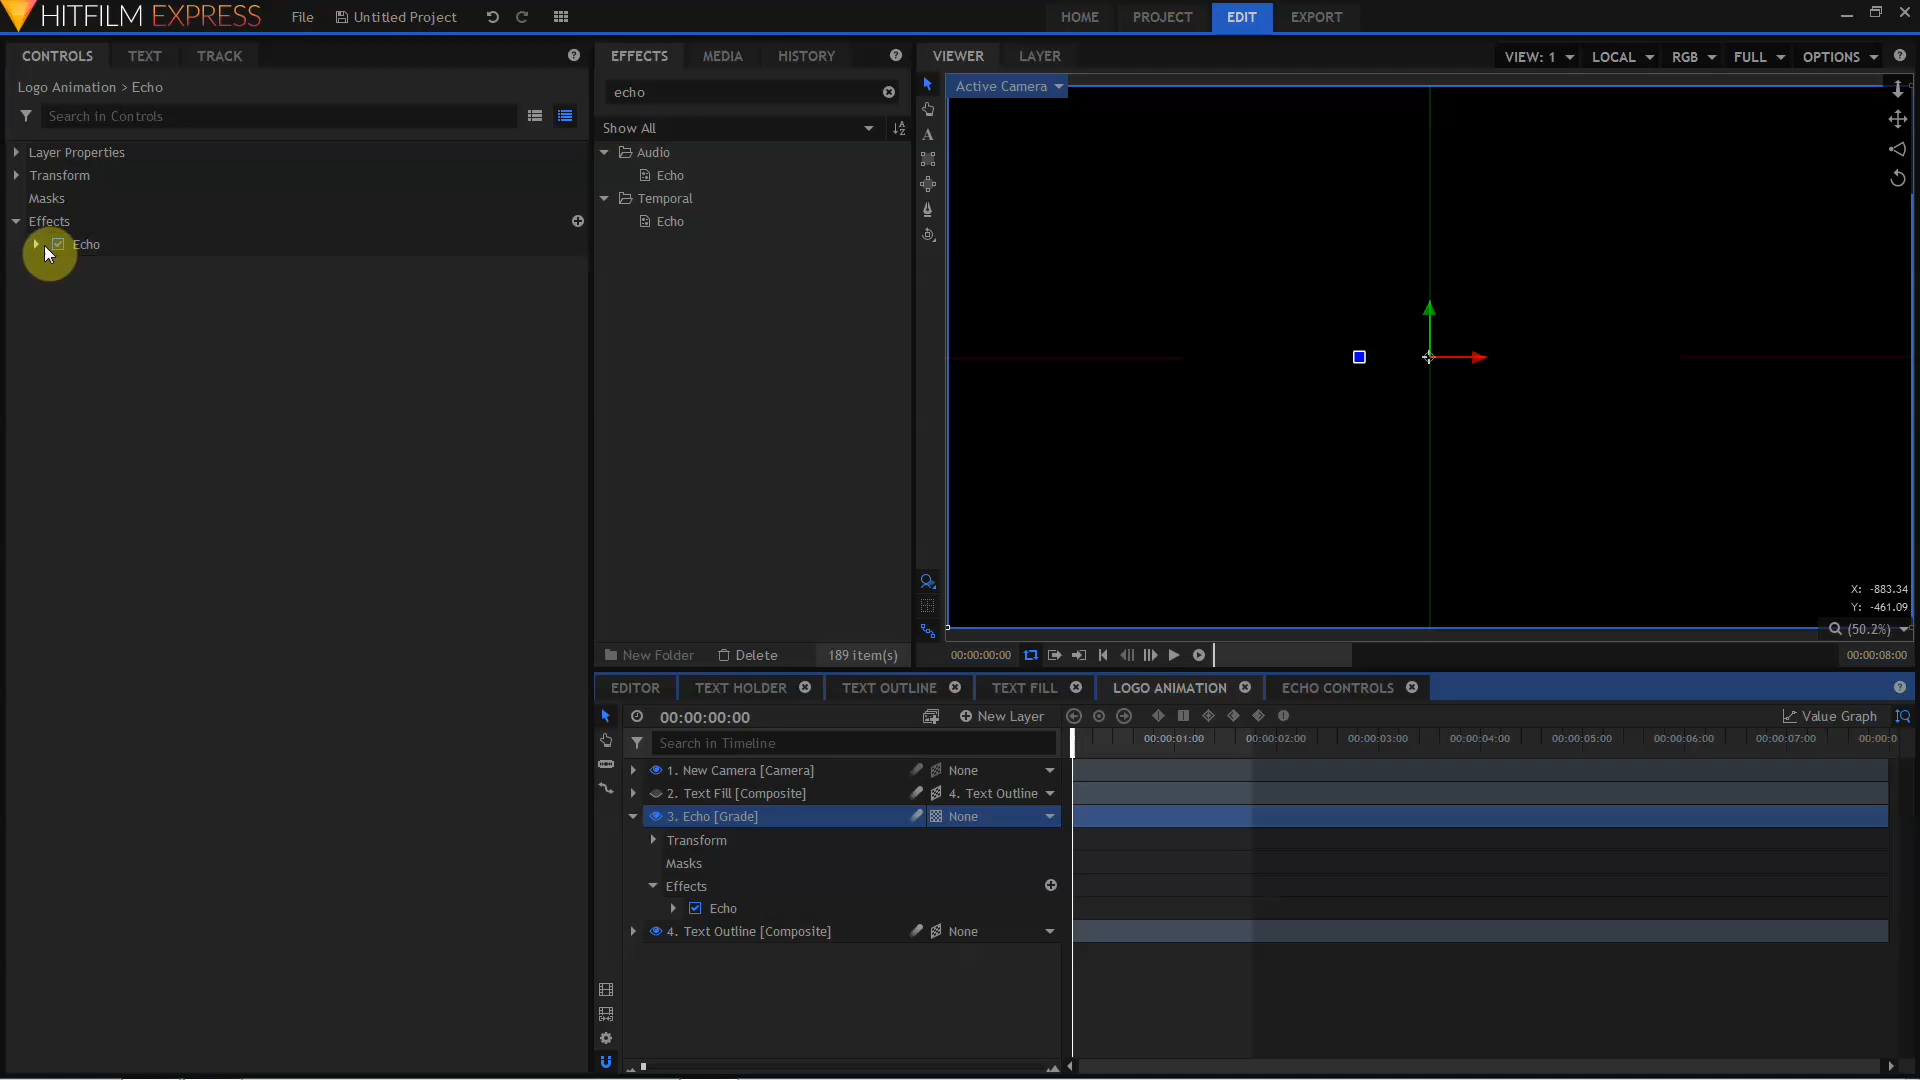 HITFILM EXPRESS File Untitled Project HOME PROJECT EDIT EXPORT
CONTROLS TEXT TRACK
Logo Animation > Echo
Search in Controls
Layer Properties
Transform
Masks
Effects
Echo
EFFECTS MEDIA HISTORY
echo
Show All
Audio
Echo
Temporal
Echo
New Folder Delete 189 item(s)
VIEWER LAYER VIEW: 1 LOCAL RGB FULL OPTIONS
Active Camera
A
X: -883.34
Y: -461.09
(50.2%)
00:00:00:00 00:00:08:00
EDITOR TEXT HOLDER TEXT OUTLINE TEXT FILL LOGO ANIMATION ECHO CONTROLS
00:00:00:00 New Layer Value Graph
Search in Timeline 00:00:01:00 00:00:02:00 00:00:03:00 00:00:04:00 00:00:05:00 00:00:06:00 00:00:07:00 00:00:0
1. New Camera [Camera] None
2. Text Fill [Composite] 4. Text Outline
3. Echo [Grade] None
Transform
Masks
Effects
Echo
4. Text Outline [Composite] None